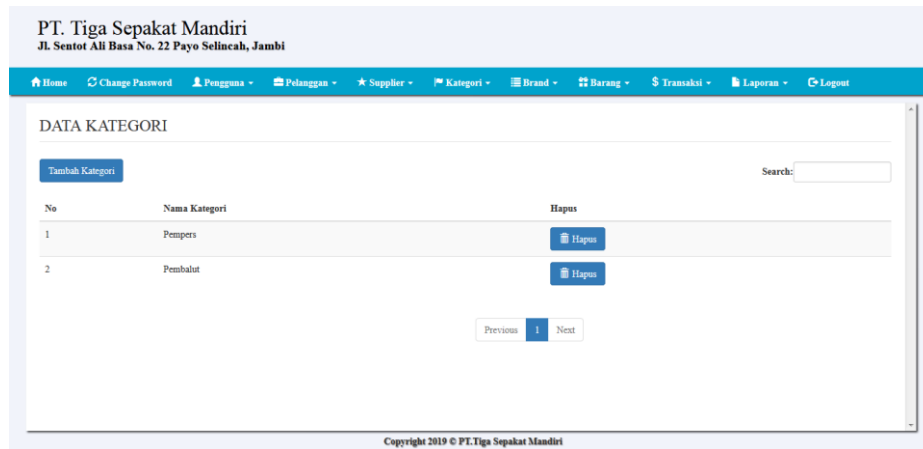 PT. Tiga Sepakat Mandiri
Jl. Sentot Ali Basa No. 22 Payo Selincah, Jambi
Home Change Password Pengguna Pelanggan Supplier Kategori Brand Barang $ Transaksi Laporan Logout
DATA KATEGORI
Tambah Kategori Search:
No Nama Kategori Hapus
1 Pempers Hapus
2 Pembalut Hapus
Previous 1 Next
Copyright 2019 © PT.Tiga Sepakat Mandiri